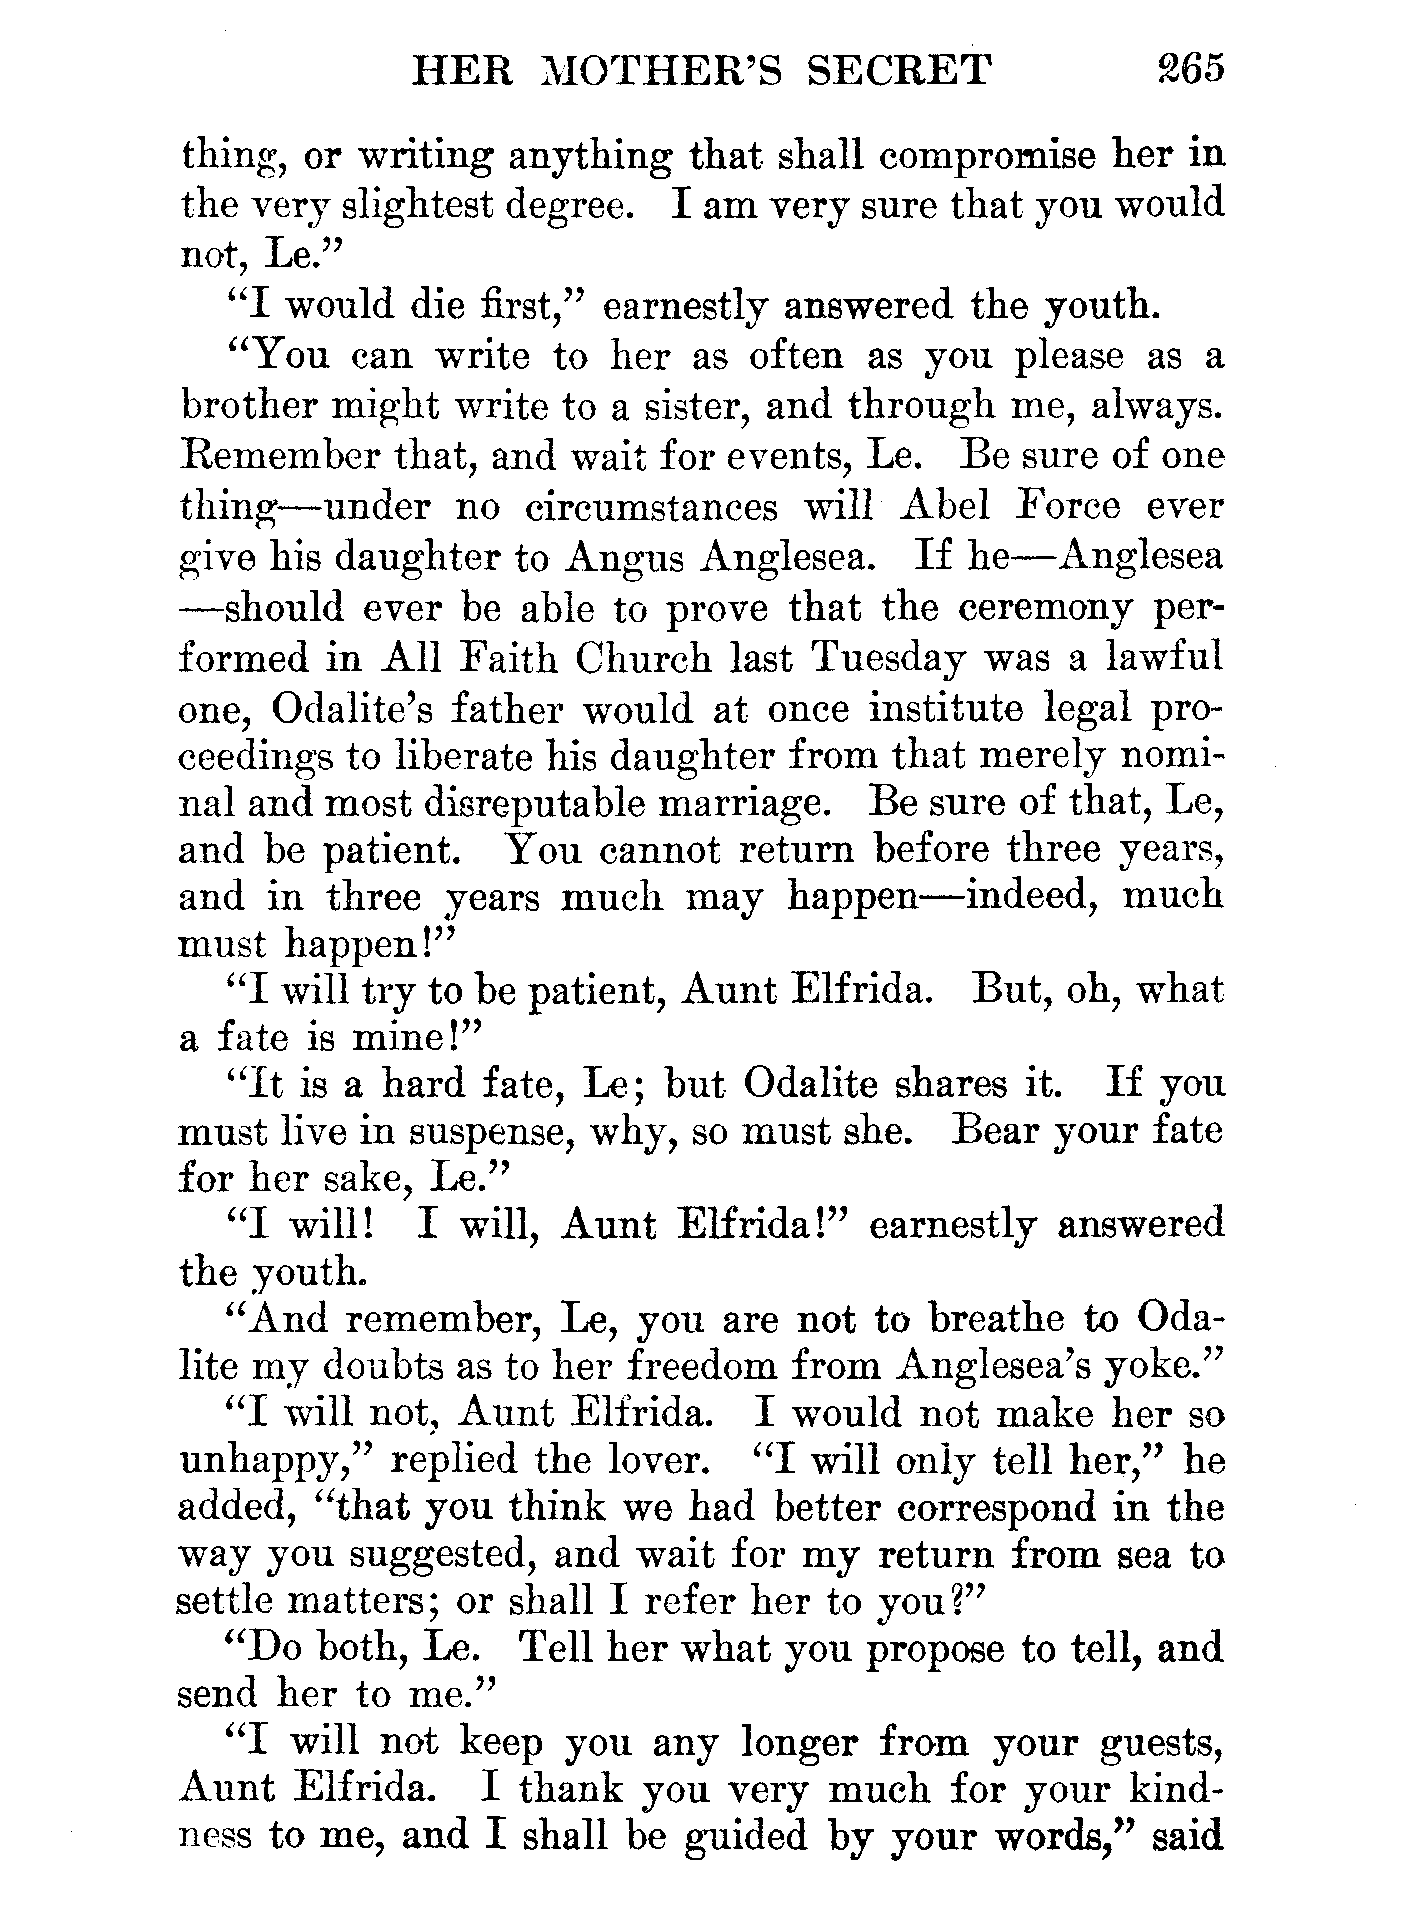 HER MOTHER'S SECRET 265
thing, or writing anything that shall compromise her in
the very slightest degree. I am very sure that you would
not, Le."
"I would die first," earnestly answered the youth.
"You can write to her as often as you please as a
brother might write to a sister, and through me, always.
Remember that, and wait for events, Le. Be sure of one
thing—under no circumstances will Abel Force ever
give his daughter to Angus Anglesea. If he—Anglesea
—should ever be able to prove that the ceremony per-
formed in All Faith Church last Tuesday was a lawful
one, Odalite's father would at once institute legal pro-
ceedings to liberate his daughter from that merely nomi-
nal and most disreputable marriage. Be sure of that, Le,
and be patient. You cannot return before three years,
and in three years much may happen—indeed, much
must happen!"
"I will try to be patient, Aunt Elfrida. But, oh, what
a fate is mine!"
"It is a hard fate, Le; but Odalite shares it. If you
must live in suspense, why, so must she. Bear your fate
for her sake, Le."
"I will! I will, Aunt Elfrida!" earnestly answered
the youth.
"And remember, Le, you are not to breathe to Oda-
lite my doubts as to her freedom from Anglesea's yoke."
"I will not, Aunt Elfrida. I would not make her so
unhappy," replied the lover. "I will only tell her," he
added, "that you think we had better correspond in the
way you suggested, and wait for my return from sea to
settle matters; or shall I refer her to you?"
"Do both, Le. Tell her what you propose to tell, and
send her to me."
"I will not keep you any longer from your guests,
Aunt Elfrida. I thank you very much for your kind-
ness to me, and I shall be guided by your words," said